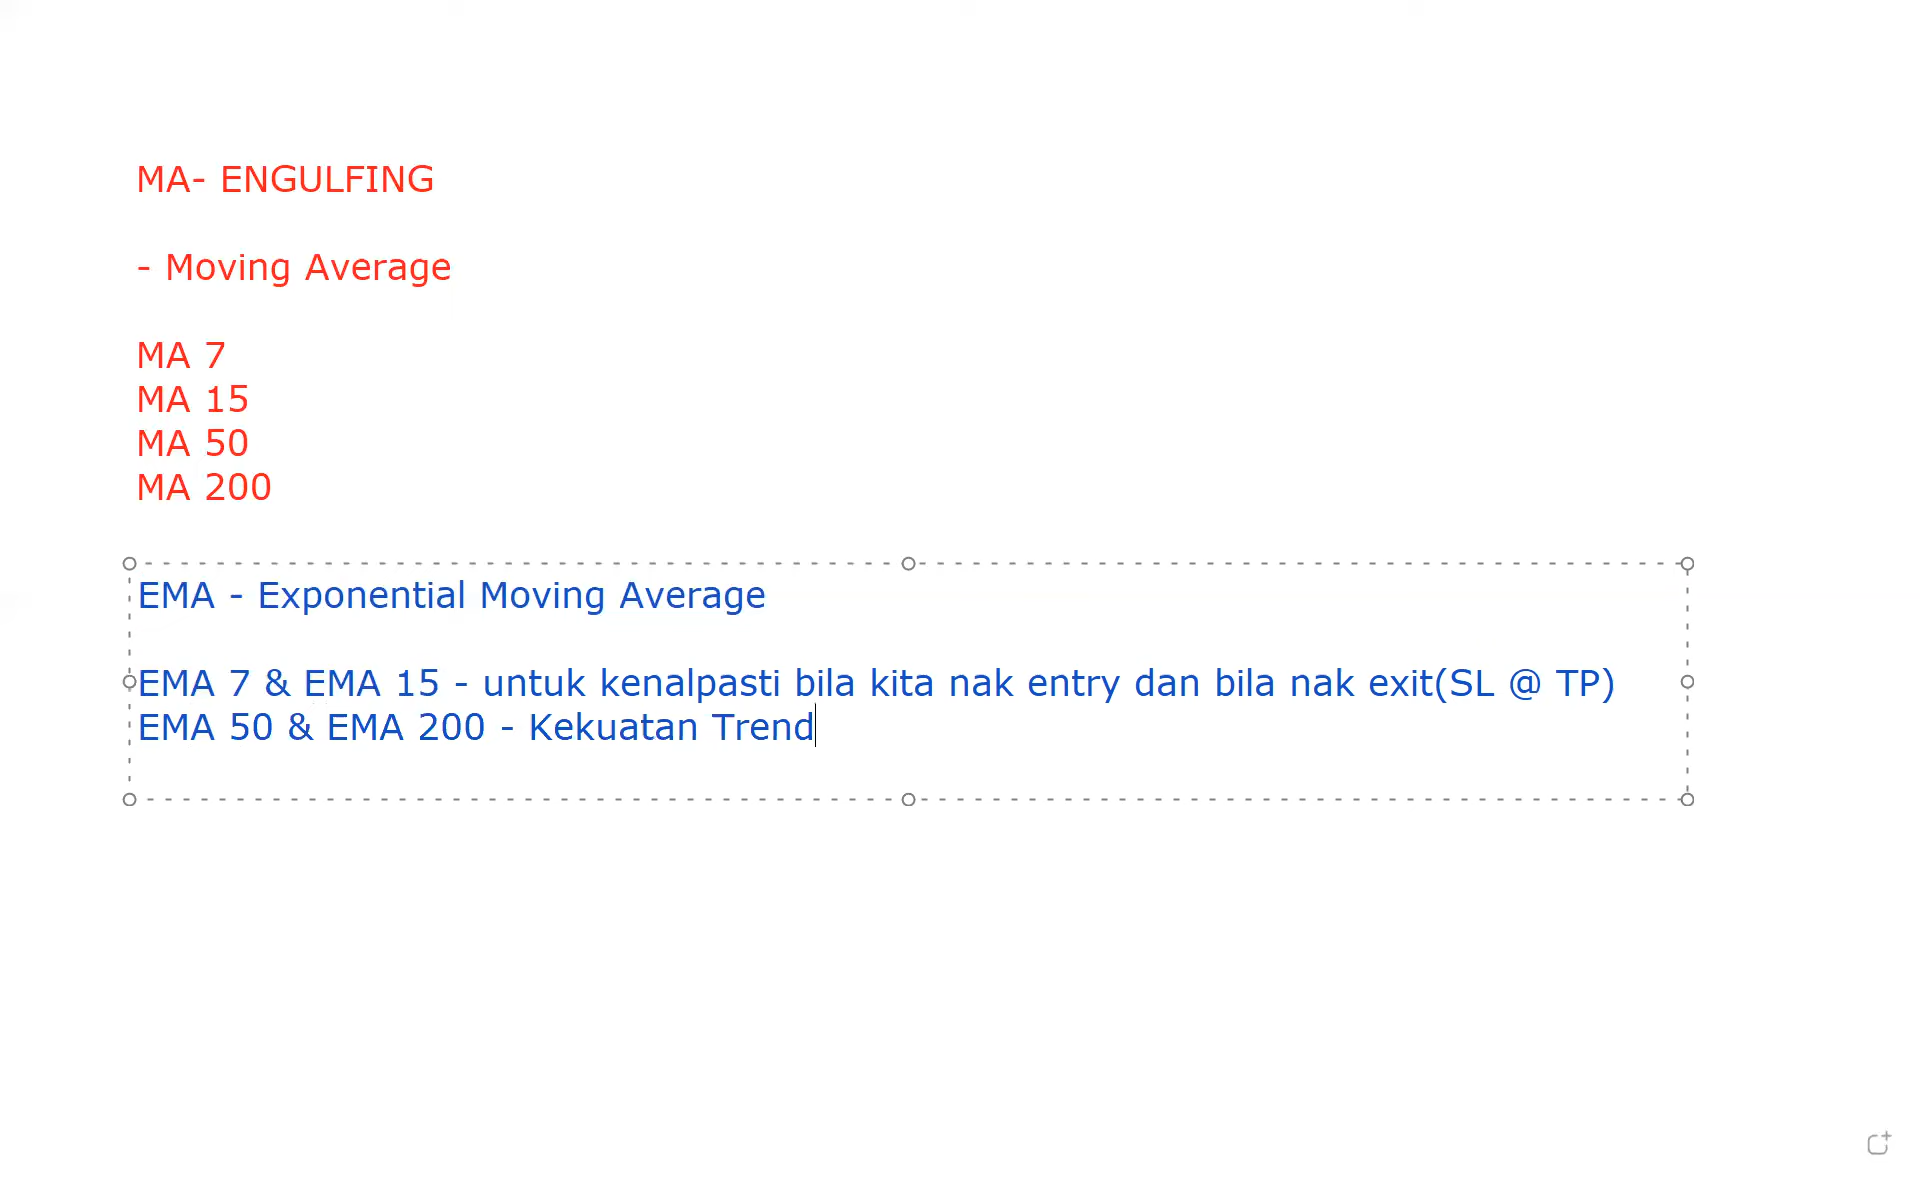 MA- ENGULFING
- Moving Average
MA 7
MA 15
MA 50
MA 200
EMA - Exponential Moving Average
EMA 7 & EMA 15 - untuk kenalpasti bila kita nak entry dan bila nak exit(SL @ TP)
EMA 50 & EMA 200 - Kekuatan Trend